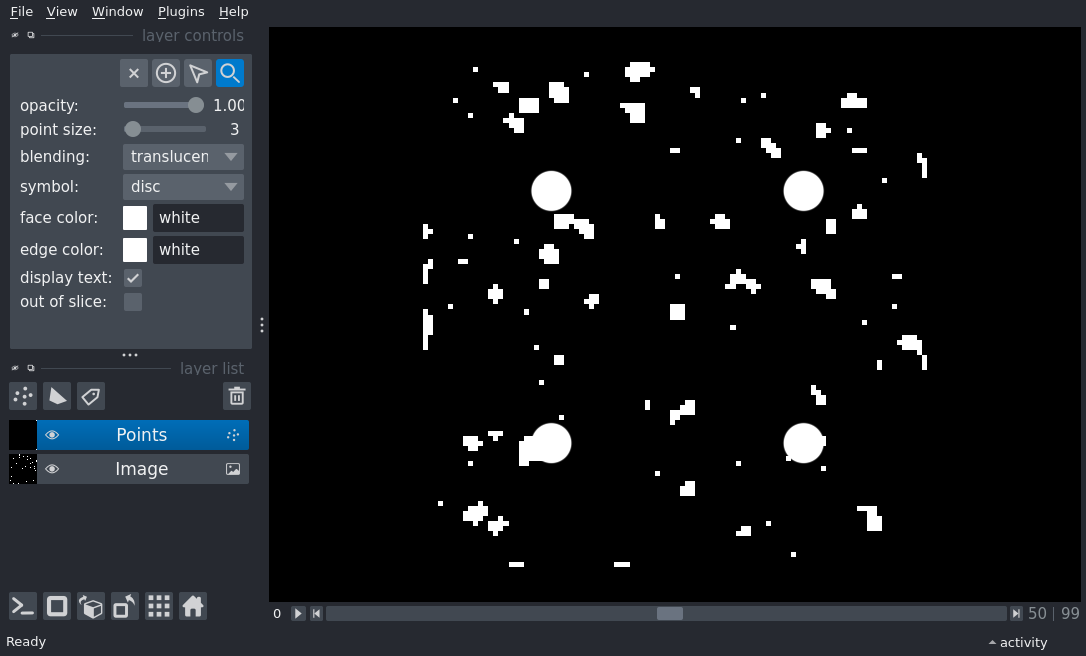 File View Window Plugins Help
layer controls
opacity: 1.00
point size: 3
blending: translucen
symbol: disc
face color: white
edge color: white
display text:
out of slice:
layer list
Points
Image
0 50 | 99
Ready activity